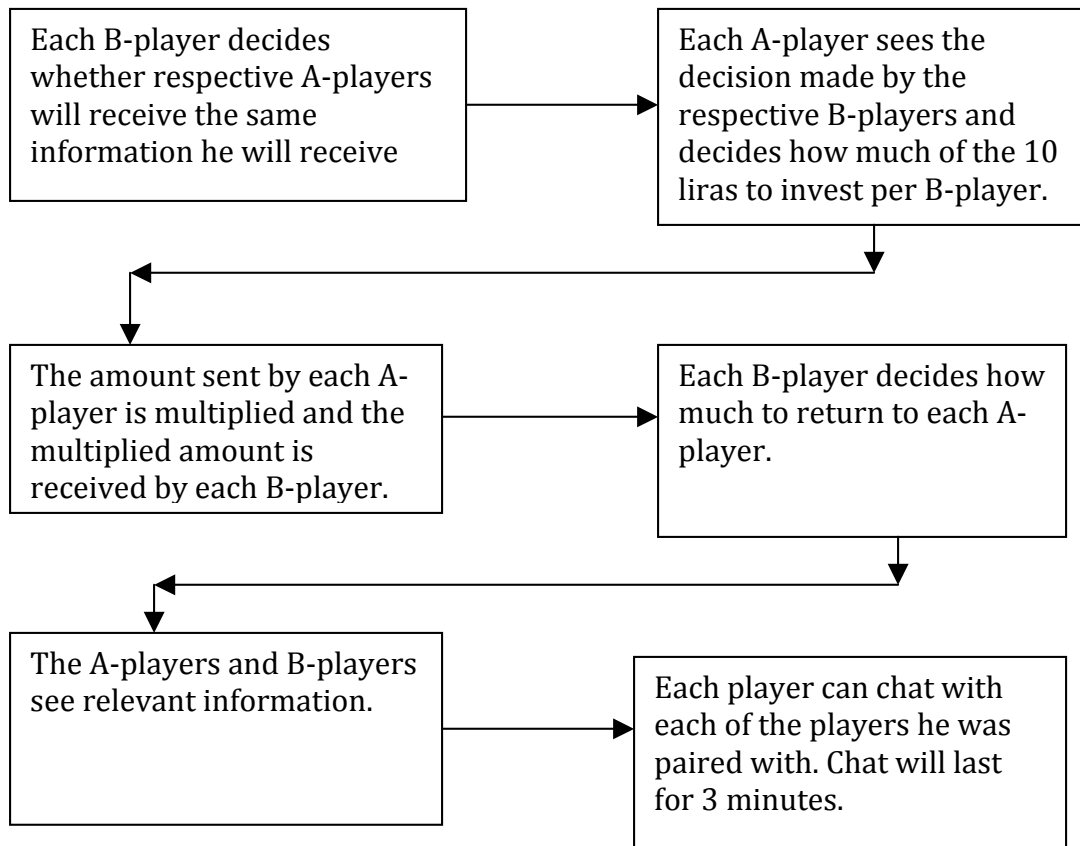 Each B-player decides
whether respective A-players
will receive the same
information he will receive
Each A-player sees the
decision made by the
respective B-players and
decides how much of the 10
liras to invest per B-player.
The amount sent by each A-
player is multiplied and the
multiplied amount is
received by each B-player.
Each B-player decides how
much to return to each A-
player.
The A-players and B-players
see relevant information.
Each player can chat with
each of the players he was
paired with. Chat will last
for 3 minutes.